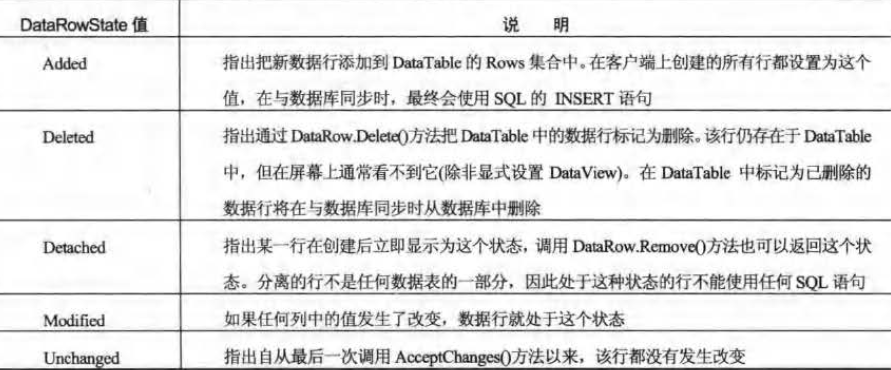 DataRowState 值 说 明
Added 指出把新数据行添加到 DataTable 的 Rows 集合中。在客户端上创建的所有行都设置为这个
值，在与数据库同步时，最终会使用 SQL 的 INSERT 语句
Deleted 指出通过 DataRow.Delete()方法把 DataTable 中的数据行标记为删除。该行仍存在于 DataTable
中，但在屏幕上通常看不到它(除非显式设置 DataView)。在 DataTable 中标记为已删除的
数据行将在与数据库同步时从数据库中删除
Detached 指出某一行在创建后立即显示为这个状态，调用 DataRow.Remove()方法也可以返回这个状
态。分离的行不是任何数据表的一部分，因此处于这种状态的行不能使用任何 SQL 语句
Modified 如果任何列中的值发生了改变，数据行就处于这个状态
Unchanged 指出自从最后一次调用 AcceptChanges()方法以来，该行都没有发生改变